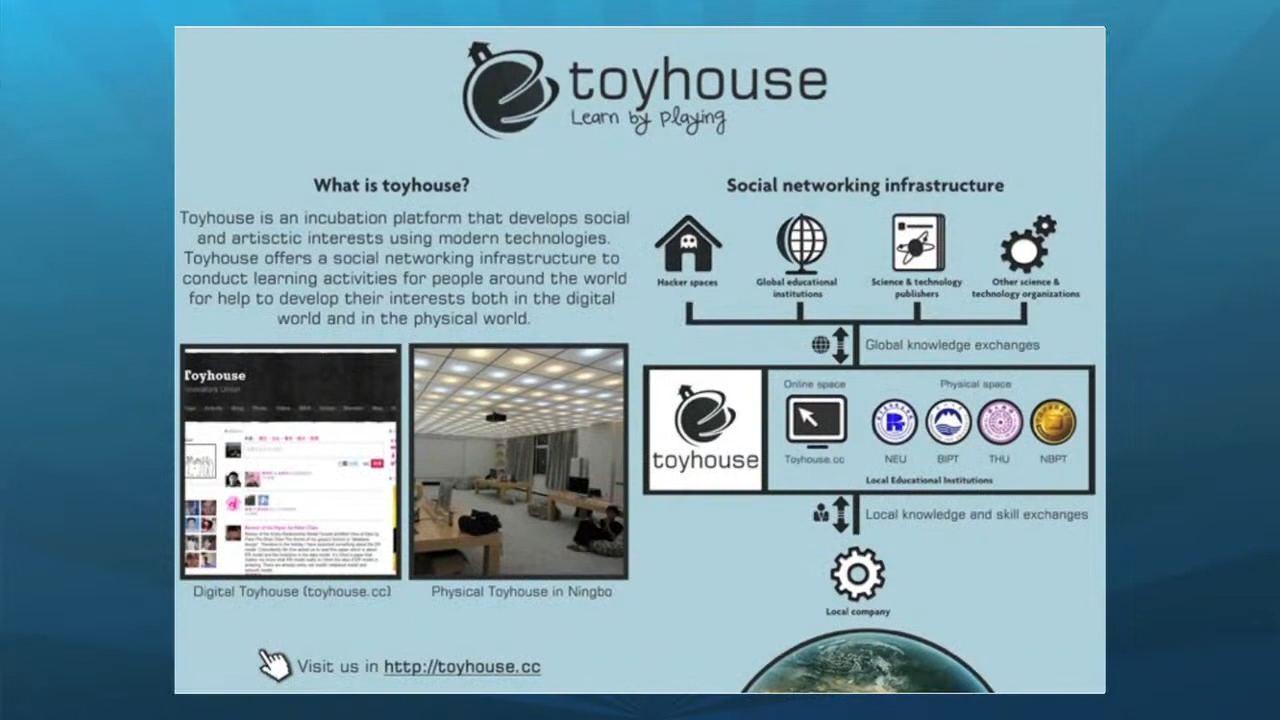 toyhouse
Learn by playing
What is toyhouse?
Toyhouse is an incubation platform that develops social
and artisctic interests using modern technologies.
Toyhouse offers a social networking infrastructure to
conduct learning activities for people around the world
for help to develop their interests both in the digital
world and in the physical world.
Toyhouse
Digital Toyhouse (toyhouse.cc)
Physical Toyhouse in Ningbo
Visit us in http://toyhouse.cc
Social networking infrastructure
Hacker spaces
Global educational
institutions
Science & technology
publishers
Other science &
technology organizations
Global knowledge exchanges
toyhouse
Online space
Toyhouse.cc
Physical space
NEU BIPT THU NBPT
Local Educational Institutions
Local knowledge and skill exchanges
Local company